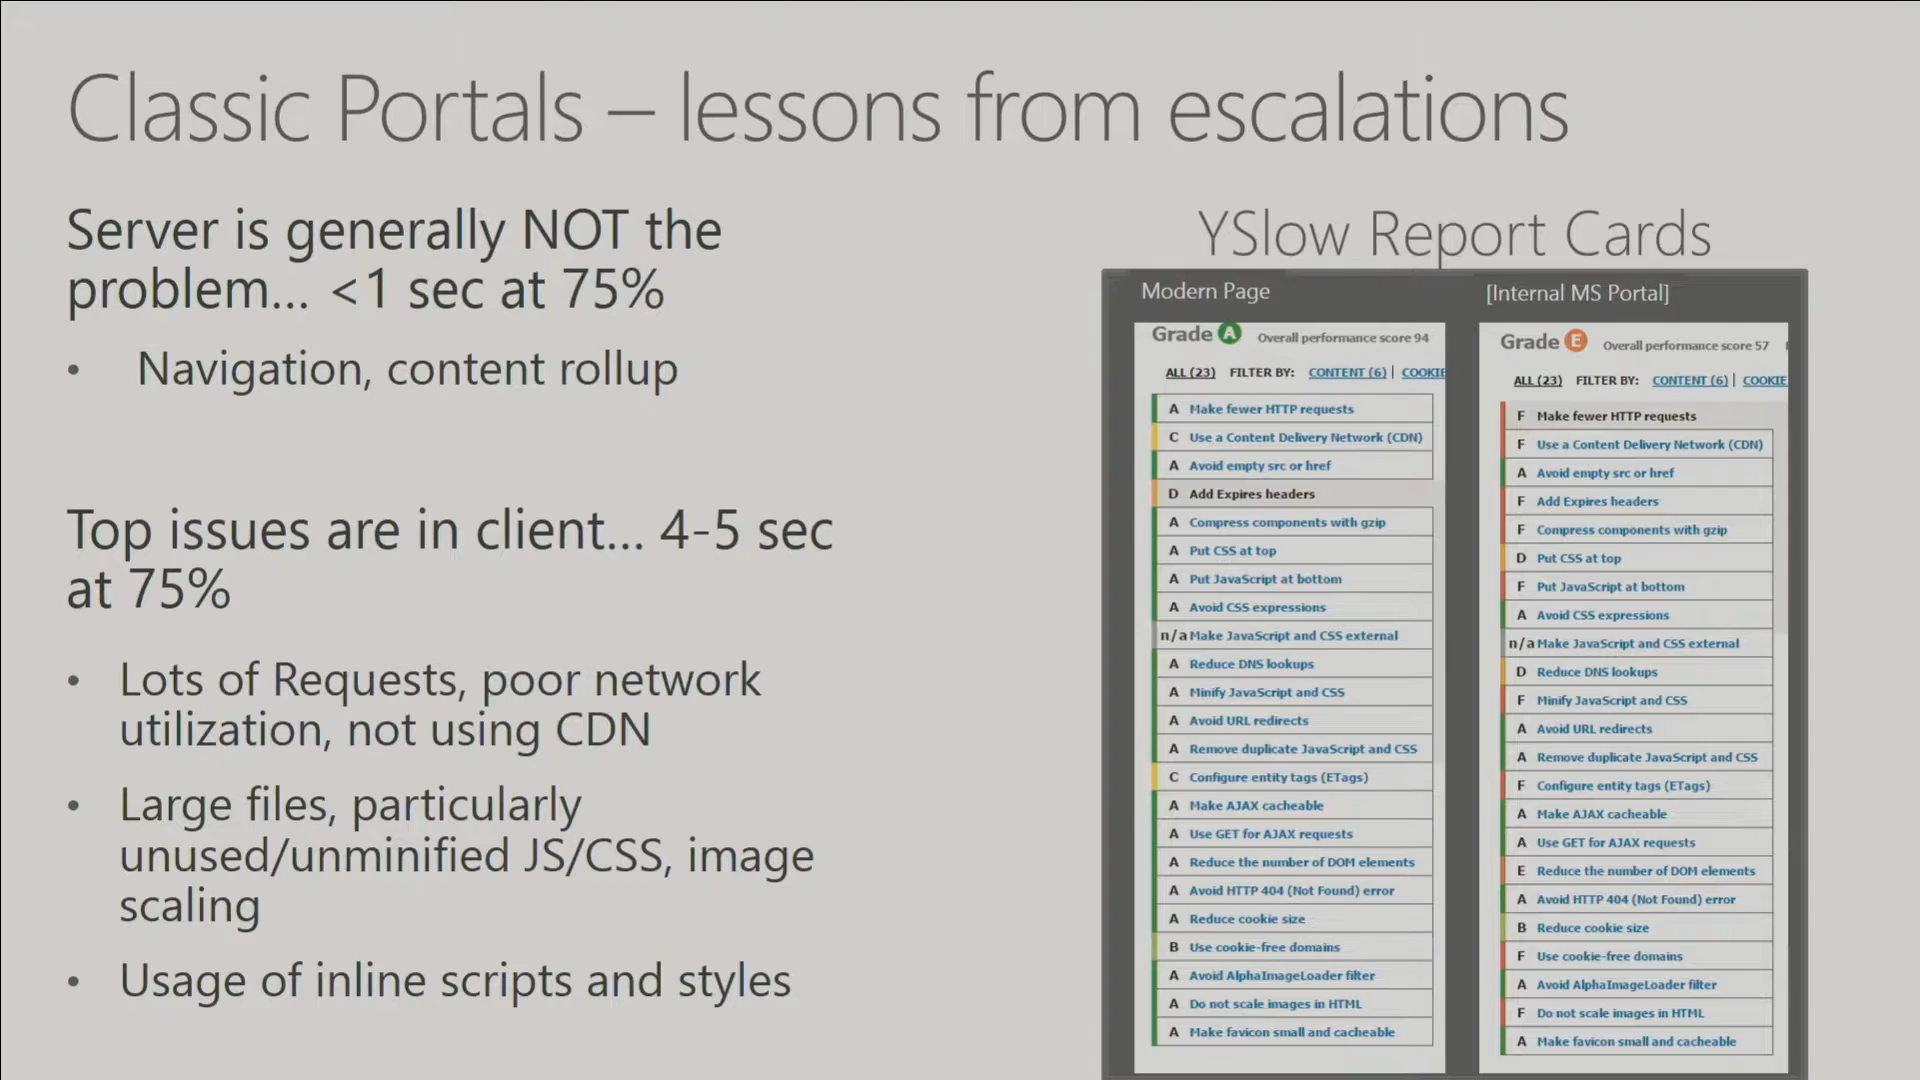 Classic Portals – lessons from escalations
Server is generally NOT the
problem... <1 sec at 75%
• Navigation, content rollup
Top issues are in client... 4-5 sec
at 75%
• Lots of Requests, poor network
utilization, not using CDN
• Large files, particularly
unused/unminified JS/CSS, image
scaling
• Usage of inline scripts and styles
YSlow Report Cards
Modern Page
Grade A Overall performance score 94
ALL (23) FILTER BY: CONTENT (6) | COOKIE
A Make fewer HTTP requests
C Use a Content Delivery Network (CDN)
A Avoid empty src or href
D Add Expires headers
A Compress components with gzip
A Put CSS at top
A Put JavaScript at bottom
A Avoid CSS expressions
n/a Make JavaScript and CSS external
A Reduce DNS lookups
A Minify JavaScript and CSS
A Avoid URL redirects
A Remove duplicate JavaScript and CSS
C Configure entity tags (ETags)
A Make AJAX cacheable
A Use GET for AJAX requests
A Reduce the number of DOM elements
A Avoid HTTP 404 (Not Found) error
A Reduce cookie size
B Use cookie-free domains
A Avoid AlphaImageLoader filter
A Do not scale images in HTML
A Make favicon small and cacheable
[Internal MS Portal]
Grade E Overall performance score 57
ALL (23) FILTER BY: CONTENT (6) | COOKIE
F Make fewer HTTP requests
F Use a Content Delivery Network (CDN)
A Avoid empty src or href
F Add Expires headers
F Compress components with gzip
D Put CSS at top
F Put JavaScript at bottom
A Avoid CSS expressions
n/a Make JavaScript and CSS external
D Reduce DNS lookups
F Minify JavaScript and CSS
A Avoid URL redirects
A Remove duplicate JavaScript and CSS
F Configure entity tags (ETags)
A Make AJAX cacheable
A Use GET for AJAX requests
E Reduce the number of DOM elements
A Avoid HTTP 404 (Not Found) error
B Reduce cookie size
F Use cookie-free domains
A Avoid AlphaImageLoader filter
F Do not scale images in HTML
A Make favicon small and cacheable